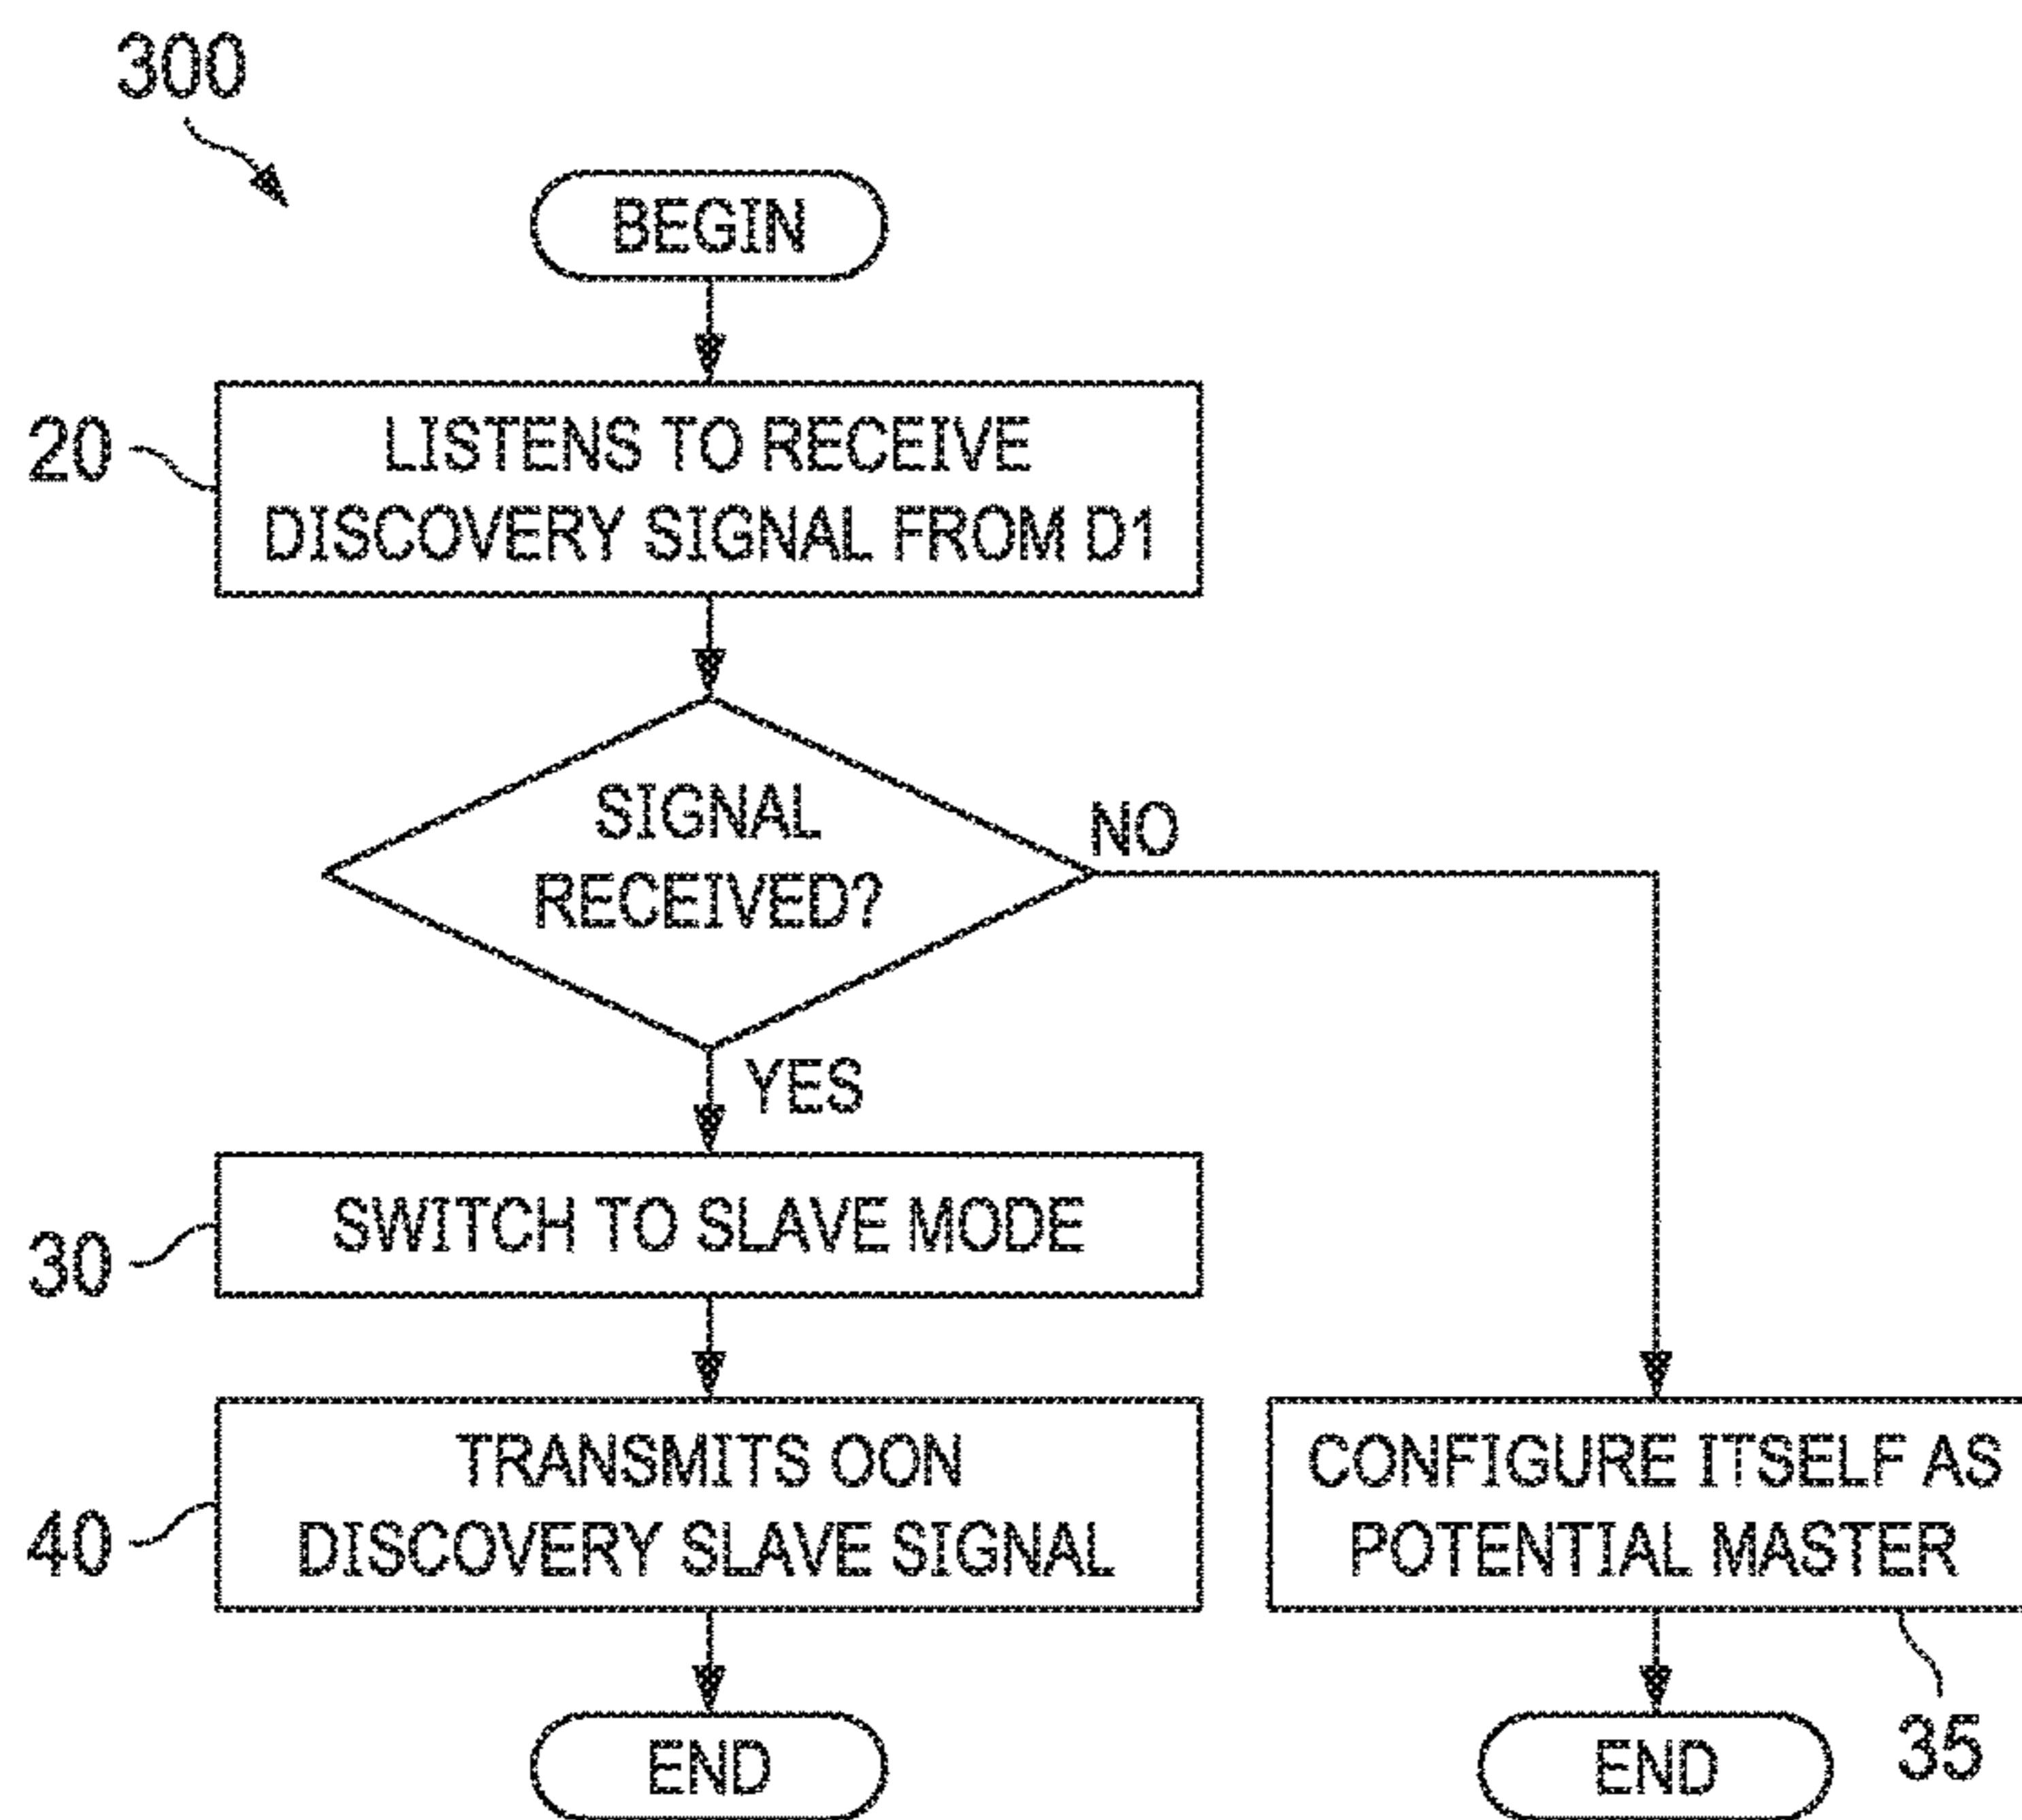 300
BEGIN
20
LISTENS TO RECEIVE
DISCOVERY SIGNAL FROM D1
SIGNAL
RECEIVED?
NO
YES
30
SWITCH TO SLAVE MODE
40
TRANSMITS OON
DISCOVERY SLAVE SIGNAL
CONFIGURE ITSELF AS
POTENTIAL MASTER
35
END
END